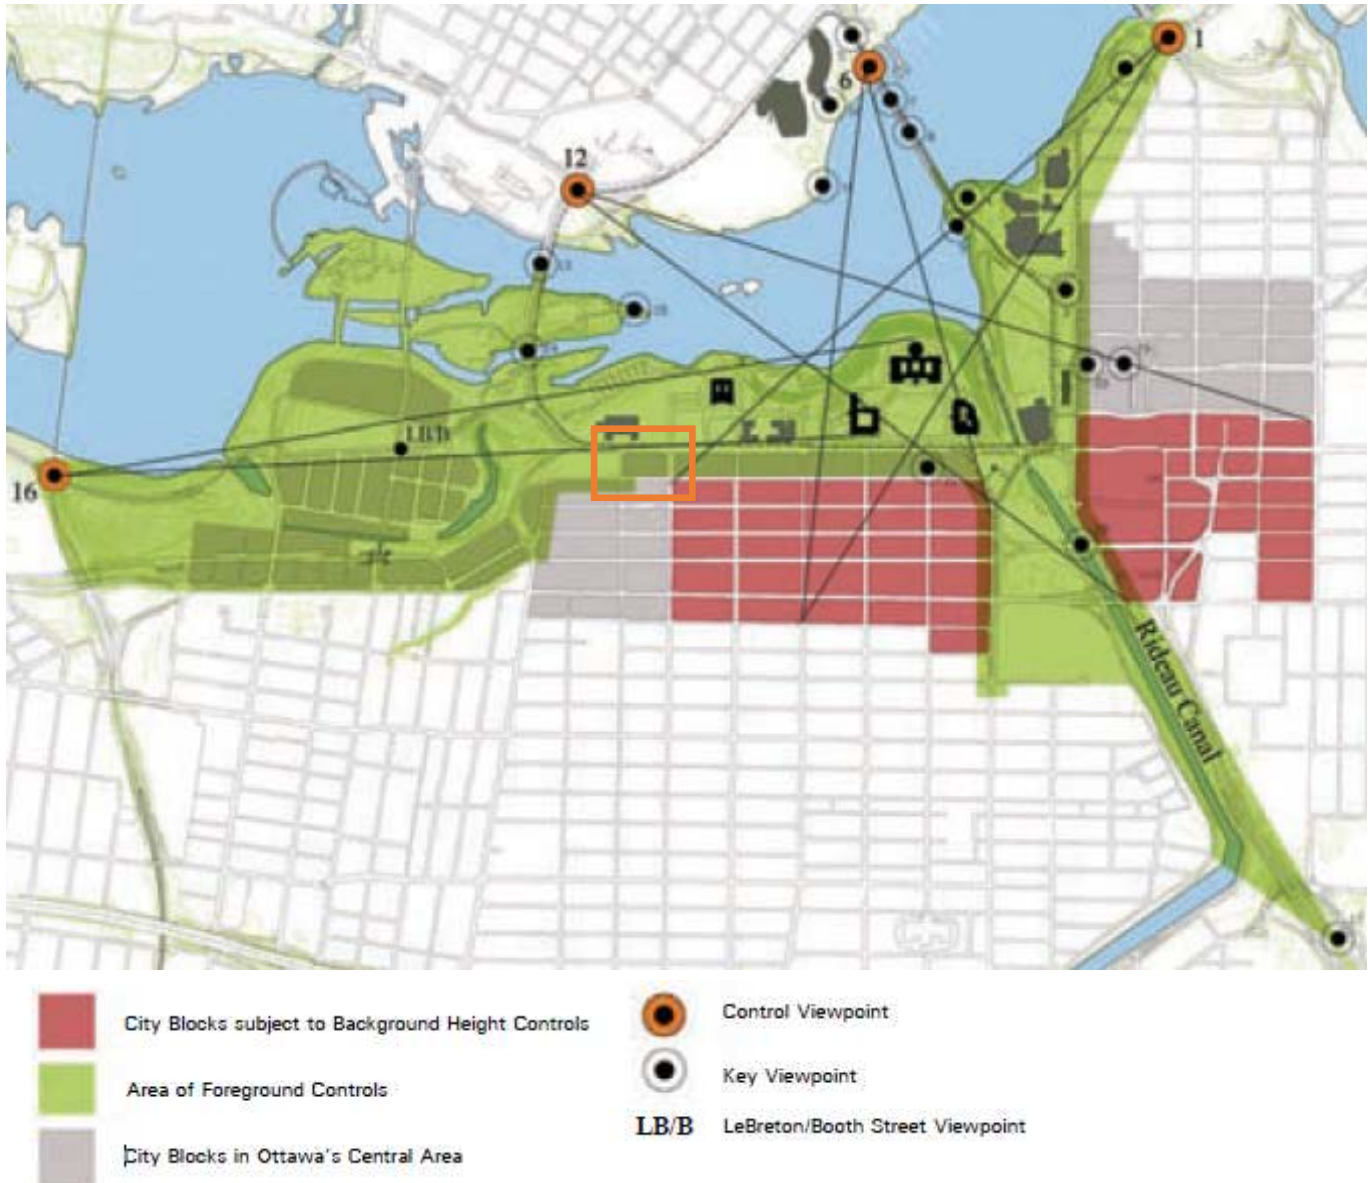 1
6
12
LB/B
16
Rideau Canal
City Blocks subject to Background Height Controls
Area of Foreground Controls
City Blocks in Ottawa's Central Area
Control Viewpoint
Key Viewpoint
LB/B LeBreton/Booth Street Viewpoint